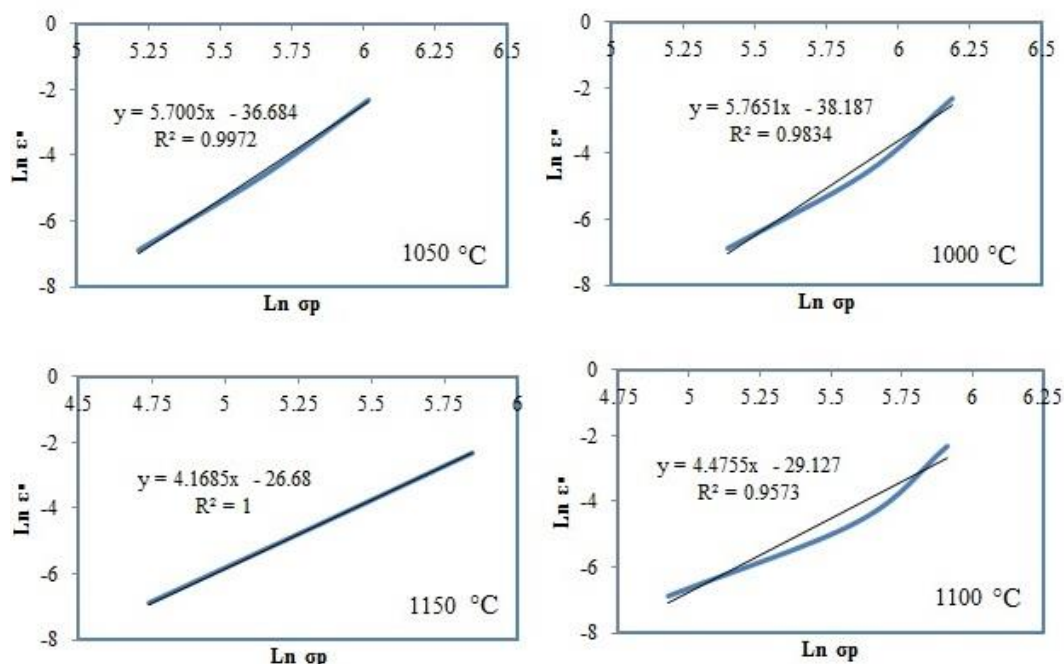 0
5 5.25 5.5 5.75 6 6.25 6.5
-2
y = 5.7005x - 36.684
R² = 0.9972
Ln ε▪
-4
-6
1050 °C
-8
Ln σp
0
5 5.25 5.5 5.75 6 6.25 6.5
-2
y = 5.7651x - 38.187
R² = 0.9834
Ln ε▪
-4
-6
1000 °C
-8
Ln σp
0
4.5 4.75 5 5.25 5.5 5.75 6
-2
y = 4.1685x - 26.68
R² = 1
Ln ε▪
-4
-6
1150 °C
-8
Ln σp
0
4.75 5 5.25 5.5 5.75 6 6.25
-2
y = 4.4755x - 29.127
R² = 0.9573
Ln ε▪
-4
-6
1100 °C
-8
Ln σp